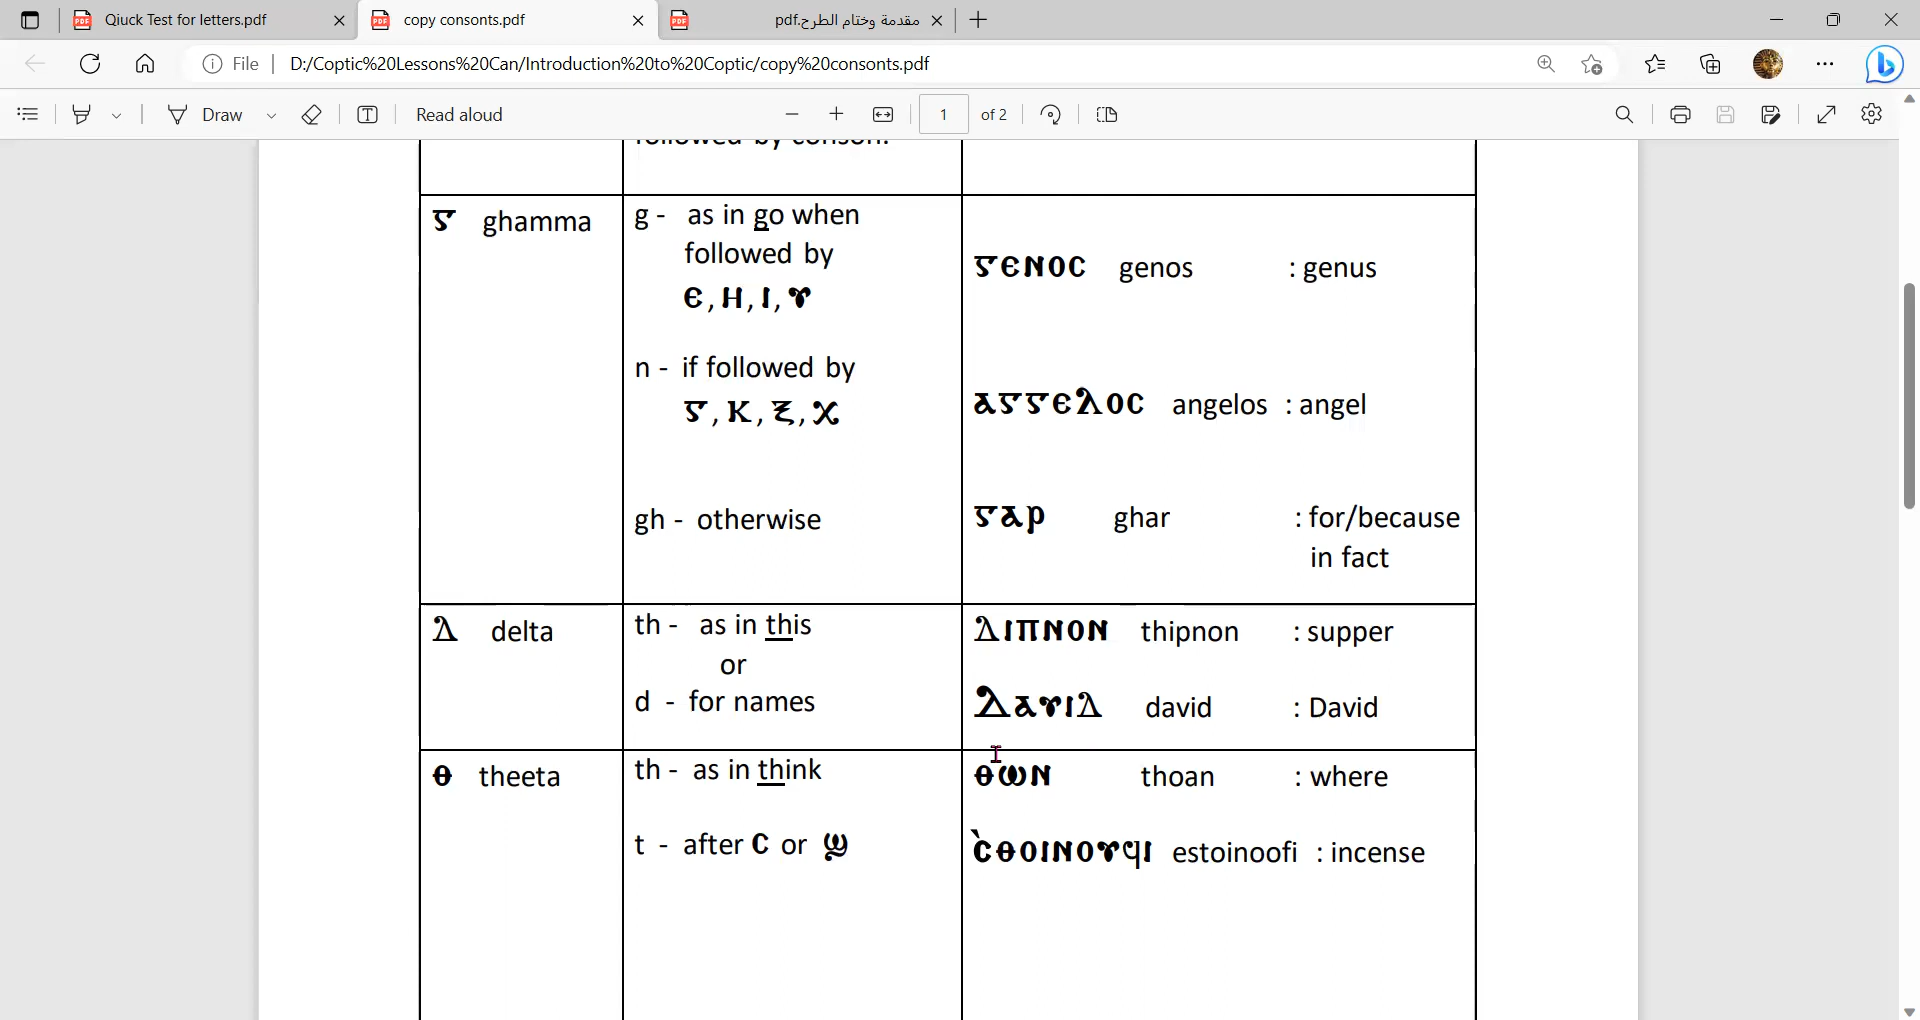 Qiuck Test for letters.pdf
copy consonts.pdf
مقدمة وختام الطرح.pdf
File
D:/Coptic%20Lessons%20Can/Introduction%20to%20Coptic/copy%20consonts.pdf
Draw
Read aloud
1 of 2
followed by conson.
Ⲅ ghamma
g - as in go when
followed by
Ⲉ, Ⲏ, Ⲓ, Ⲩ
ⲄⲈⲚⲞⲤ genos : genus
n - if followed by
Ⲅ, Ⲕ, Ⲝ, Ⲭ
ⲀⲄⲄⲈⲖⲞⲤ angelos : angel
gh - otherwise
ⲄⲀⲢ ghar : for/because
in fact
Ⲇ delta
th - as in this
or
d - for names
ⲆⲒⲠⲚⲞⲚ thipnon : supper
ⲆⲀⲨⲒⲆ david : David
Ⲑ theeta
th - as in think
t - after Ⲥ or Ϣ
ⲐⲰⲚ thoan : where
Ⲥ̀ⲐⲞⲒⲚⲞⲨϤⲒ estoinoofi : incense